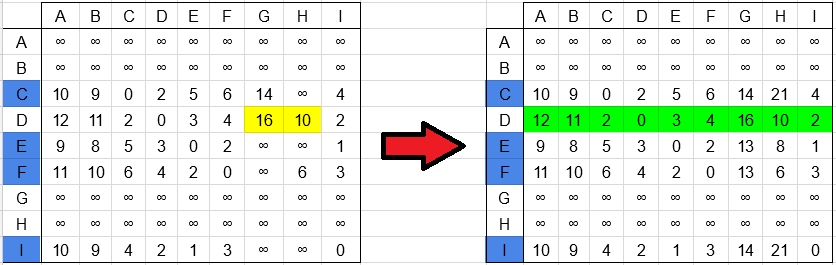 A B C D E F G H I A B C D E F G H I
A ∞ ∞ ∞ ∞ ∞ ∞ ∞ ∞ ∞ A ∞ ∞ ∞ ∞ ∞ ∞ ∞ ∞ ∞
B ∞ ∞ ∞ ∞ ∞ ∞ ∞ ∞ ∞ B ∞ ∞ ∞ ∞ ∞ ∞ ∞ ∞ ∞
C 10 9 0 2 5 6 14 ∞ 4 C 10 9 0 2 5 6 14 21 4
D 12 11 2 0 3 4 16 10 2 D 12 11 2 0 3 4 16 10 2
E 9 8 5 3 0 2 ∞ ∞ 1 E 9 8 5 3 0 2 13 8 1
F 11 10 6 4 2 0 ∞ 6 3 F 11 10 6 4 2 0 13 6 3
G ∞ ∞ ∞ ∞ ∞ ∞ ∞ ∞ ∞ G ∞ ∞ ∞ ∞ ∞ ∞ ∞ ∞ ∞
H ∞ ∞ ∞ ∞ ∞ ∞ ∞ ∞ ∞ H ∞ ∞ ∞ ∞ ∞ ∞ ∞ ∞ ∞
I 10 9 4 2 1 3 ∞ ∞ 0 I 10 9 4 2 1 3 14 21 0